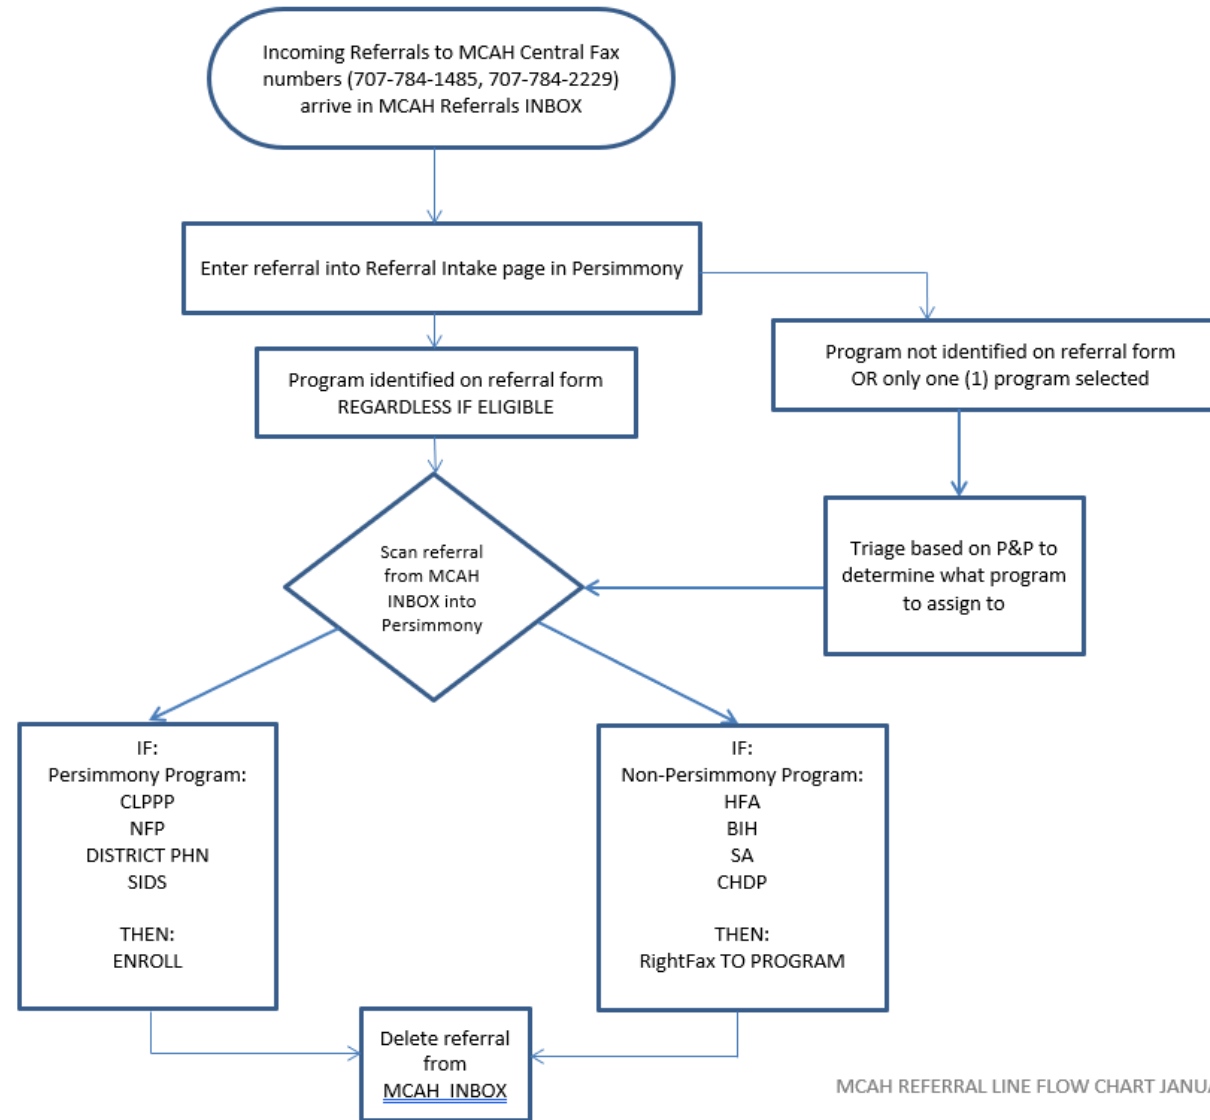 Incoming Referrals to MCAH Central Fax
numbers (707-784-1485, 707-784-2229)
arrive in MCAH Referrals INBOX
Enter referral into Referral Intake page in Persimmony
Program identified on referral form
REGARDLESS IF ELIGIBLE
Program not identified on referral form
OR only one (1) program selected
Scan referral
from MCAH
INBOX into
Persimmony
Triage based on P&P to
determine what program
to assign to
IF:
Persimmony Program:
CLPPP
NFP
DISTRICT PHN
SIDS
THEN:
ENROLL
IF:
Non-Persimmony Program:
HFA
BIH
SA
CHDP
THEN:
RightFax TO PROGRAM
Delete referral
from
MCAH INBOX
MCAH REFERRAL LINE FLOW CHART